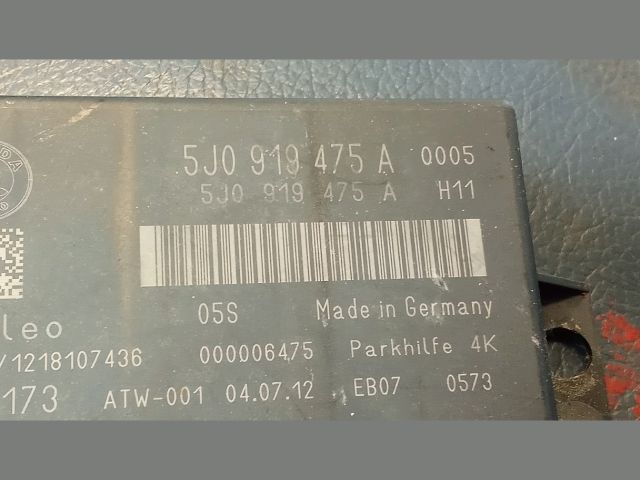 5J0 919 475 A 0005
5J0 919 475 A H11
05S Made in Germany
leo
/1218107436 000006475 Parkhilfe 4K
173 ATW-001 04.07.12 EB07 0573